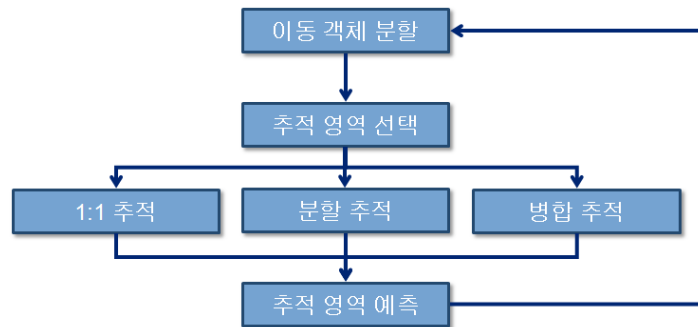 이동 객체 분할
추적 영역 선택
1:1 추적
분할 추적
병합 추적
추적 영역 예측